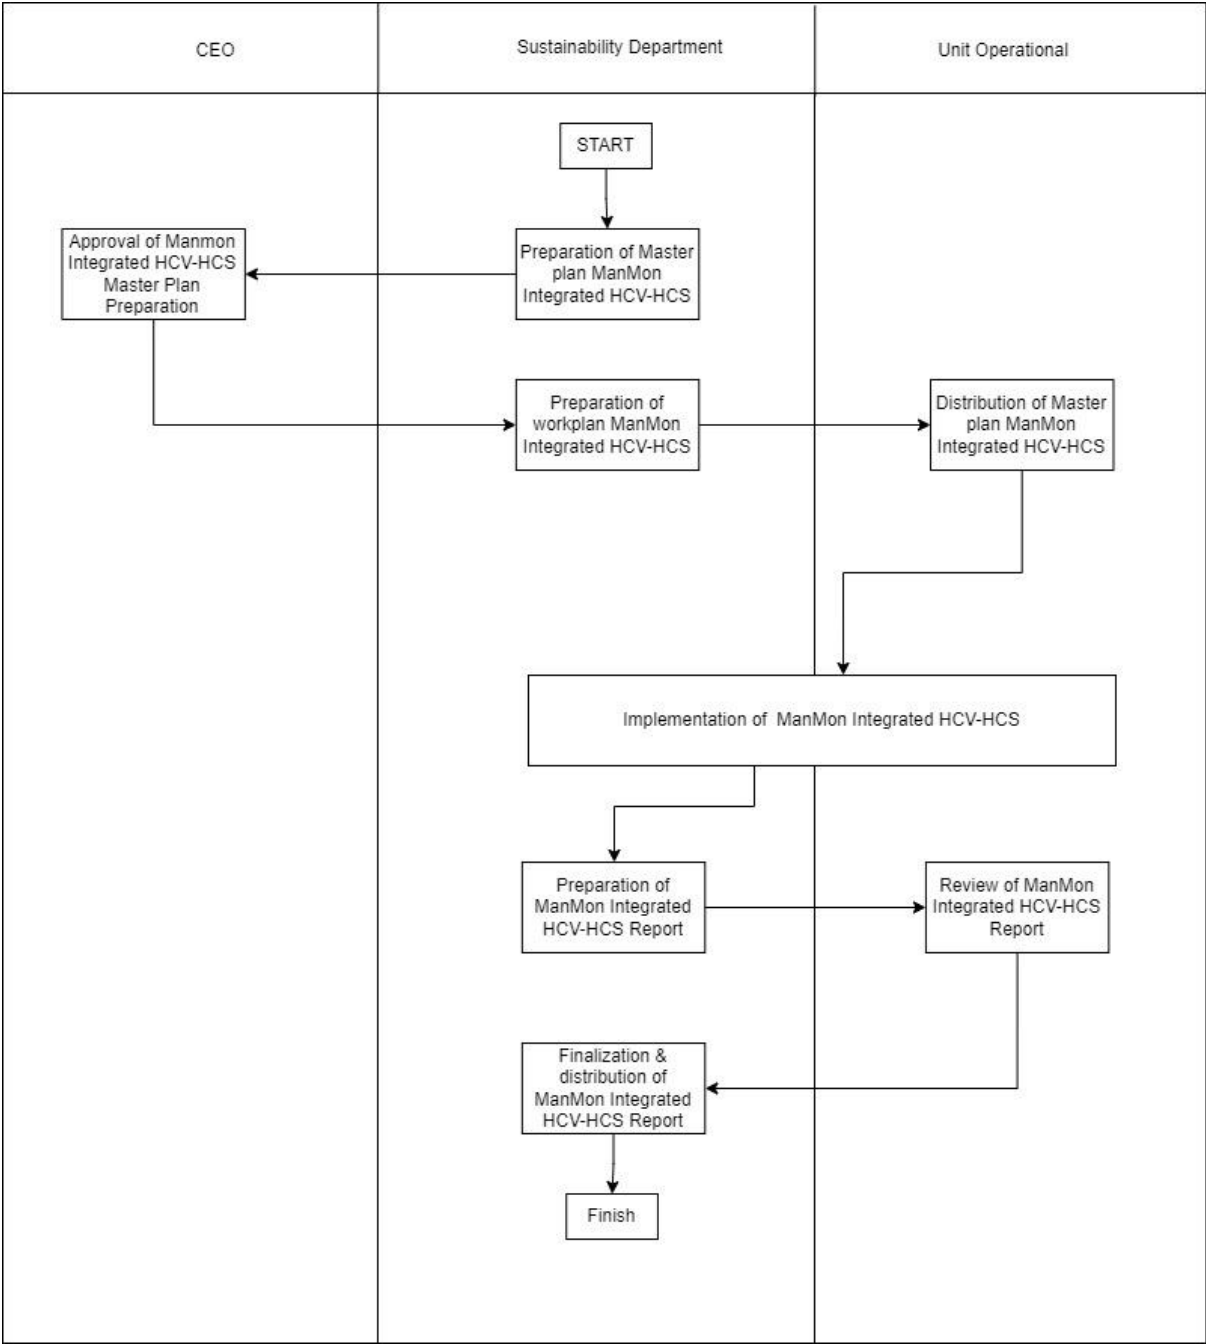 CEO
Sustainability Department
Unit Operational
START
Preparation of Master
plan ManMon
Integrated HCV-HCS
Approval of Manmon
Integrated HCV-HCS
Master Plan
Preparation
Preparation of
workplan ManMon
Integrated HCV-HCS
Distribution of Master
plan ManMon
Integrated HCV-HCS
Implementation of  ManMon Integrated HCV-HCS
Preparation of
ManMon Integrated
HCV-HCS Report
Review of ManMon
Integrated HCV-HCS
Report
Finalization &
distribution of
ManMon Integrated
HCV-HCS Report
Finish